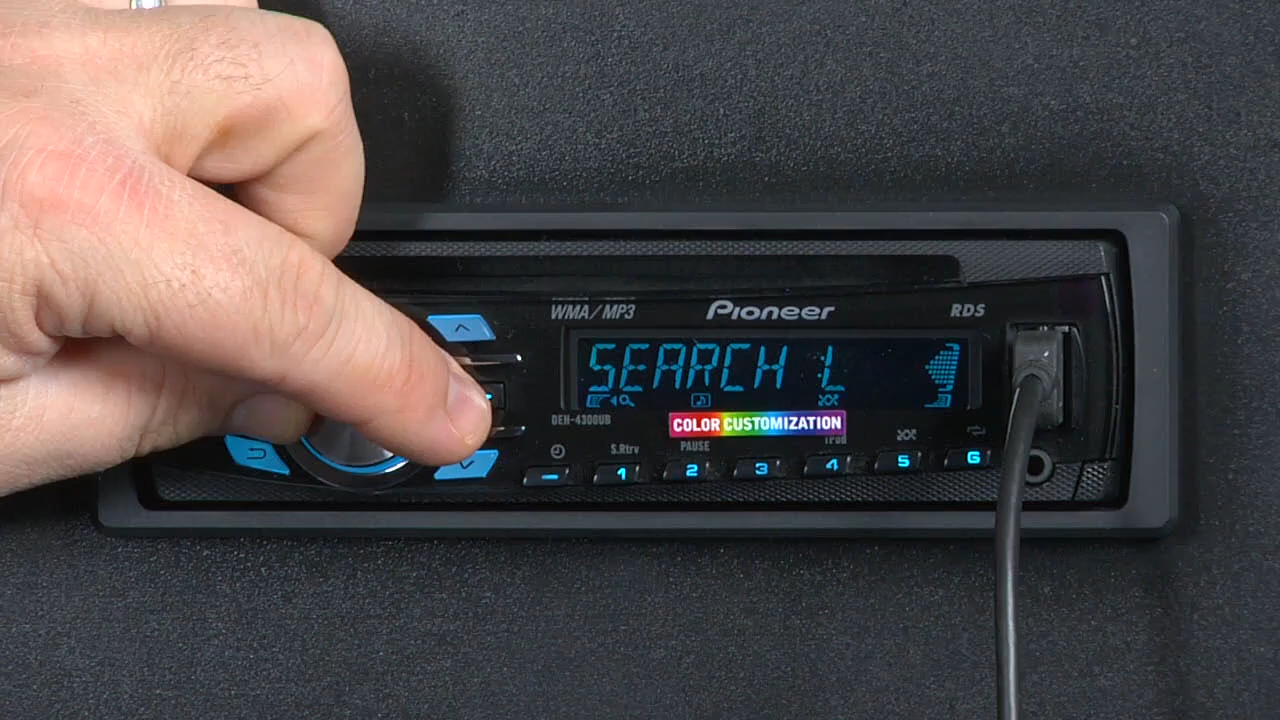 WMA/MP3
Pioneer
RDS
SEARCH L
DEH-4300UB
COLOR CUSTOMIZATION
S.Rtrv
PAUSE
iPod
1
2
3
4
5
6